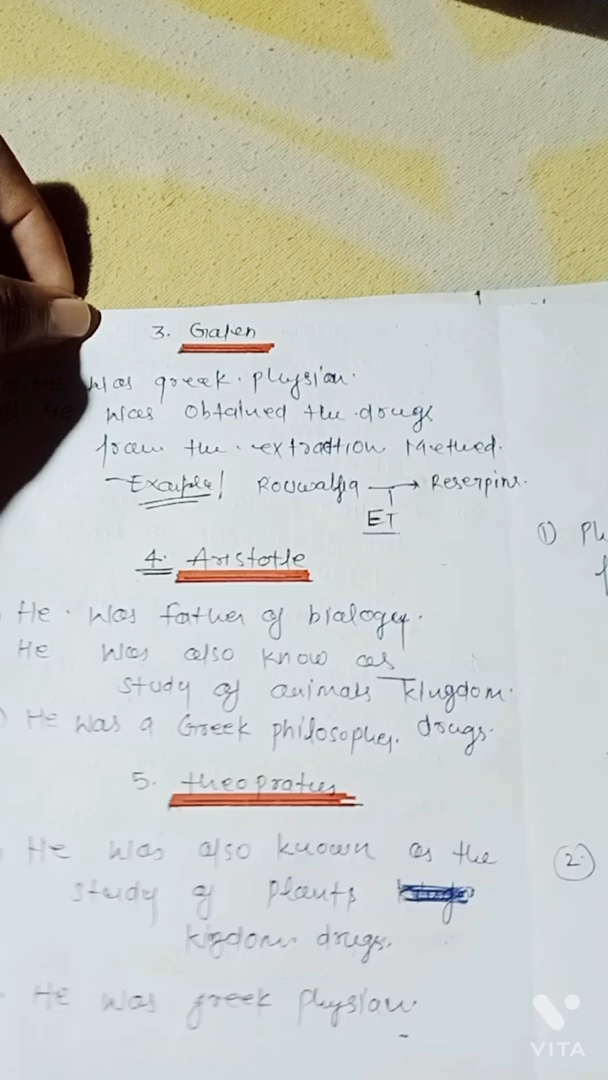 3. Galen
He was greek physian.
He was obtained the drugs
from the extraction Method.
Example/ Rouwalfia → Reserpine.
ET
4. Aristotle
He was father of biology.
He was also know as
study of animals kingdom.
He was a Greek philosopher. drugs.
5. theopratus
He was also known as the
study of plants
kigdom drugs.
He was greek physian.
1)
2.
VITA